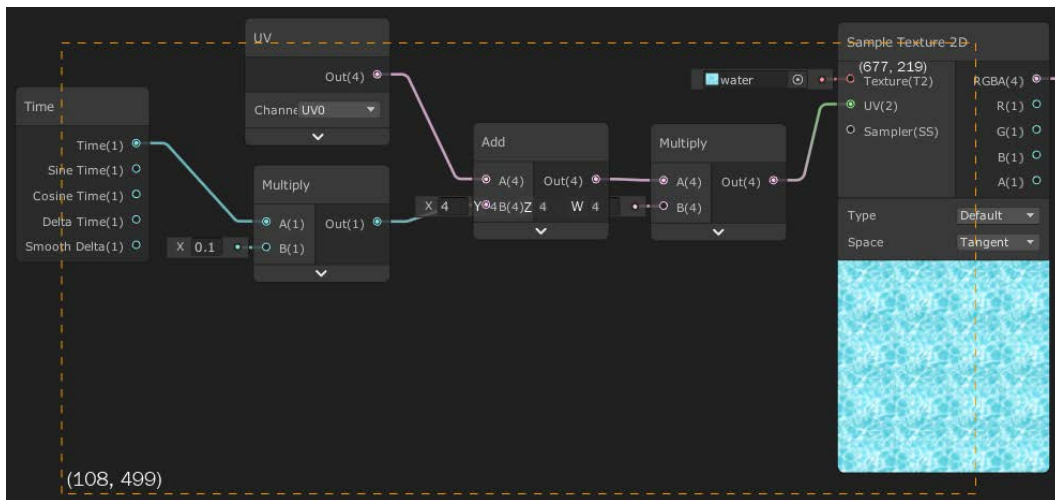 UV
Out(4)
Channe UV0
Time
Time(1)
Sine Time(1)
Cosine Time(1)
Delta Time(1)
Smooth Delta(1)
Multiply
A(1) Out(1)
X 0.1 B(1)
Add
A(4) Out(4)
X 4 Y 4 B(4) Z 4 W 4
Multiply
A(4) Out(4)
B(4)
water
Sample Texture 2D
(677, 219)
Texture(T2) RGBA(4)
UV(2) R(1)
Sampler(SS) G(1)
B(1)
A(1)
Type Default
Space Tangent
(108, 499)